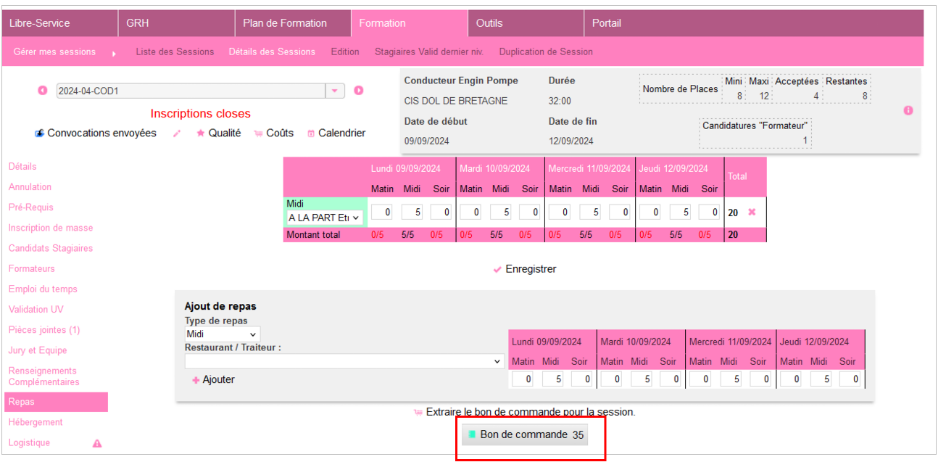 Libre-Service GRH Plan de Formation Formation Outils Portail
Gérer mes sessions Liste des Sessions Détails des Sessions Edition Stagiaires Valid dernier niv. Duplication de Session
2024-04-COD1
Inscriptions closes
Convocations envoyées Qualité Coûts Calendrier
Conducteur Engin Pompe Durée
CIS DOL DE BRETAGNE 32:00
Date de début Date de fin
09/09/2024 12/09/2024
Mini Maxi Acceptées Restantes
Nombre de Places 8 12 4 8
Candidatures "Formateur"
1
Détails
Annulation
Pré-Requis
Inscription de masse
Candidats Stagiaires
Formateurs
Emploi du temps
Validation UV
Pièces jointes (1)
Jury et Equipe
Renseignements
Complémentaires
Repas
Hébergement
Logistique
Lundi 09/09/2024 Mardi 10/09/2024 Mercredi 11/09/2024 Jeudi 12/09/2024 Total
Matin Midi Soir Matin Midi Soir Matin Midi Soir Matin Midi Soir
Midi
A LA PART Et 0 5 0 0 5 0 0 5 0 0 5 0 20
Montant total 0/5 5/5 0/5 0/5 5/5 0/5 0/5 5/5 0/5 0/5 5/5 0/5 20
Enregistrer
Ajout de repas
Type de repas
Midi
Restaurant / Traiteur :
Ajouter
Lundi 09/09/2024 Mardi 10/09/2024 Mercredi 11/09/2024 Jeudi 12/09/2024
Matin Midi Soir Matin Midi Soir Matin Midi Soir Matin Midi Soir
0 5 0 0 5 0 0 5 0 0 5 0
Extraire le bon de commande pour la session.
Bon de commande 35